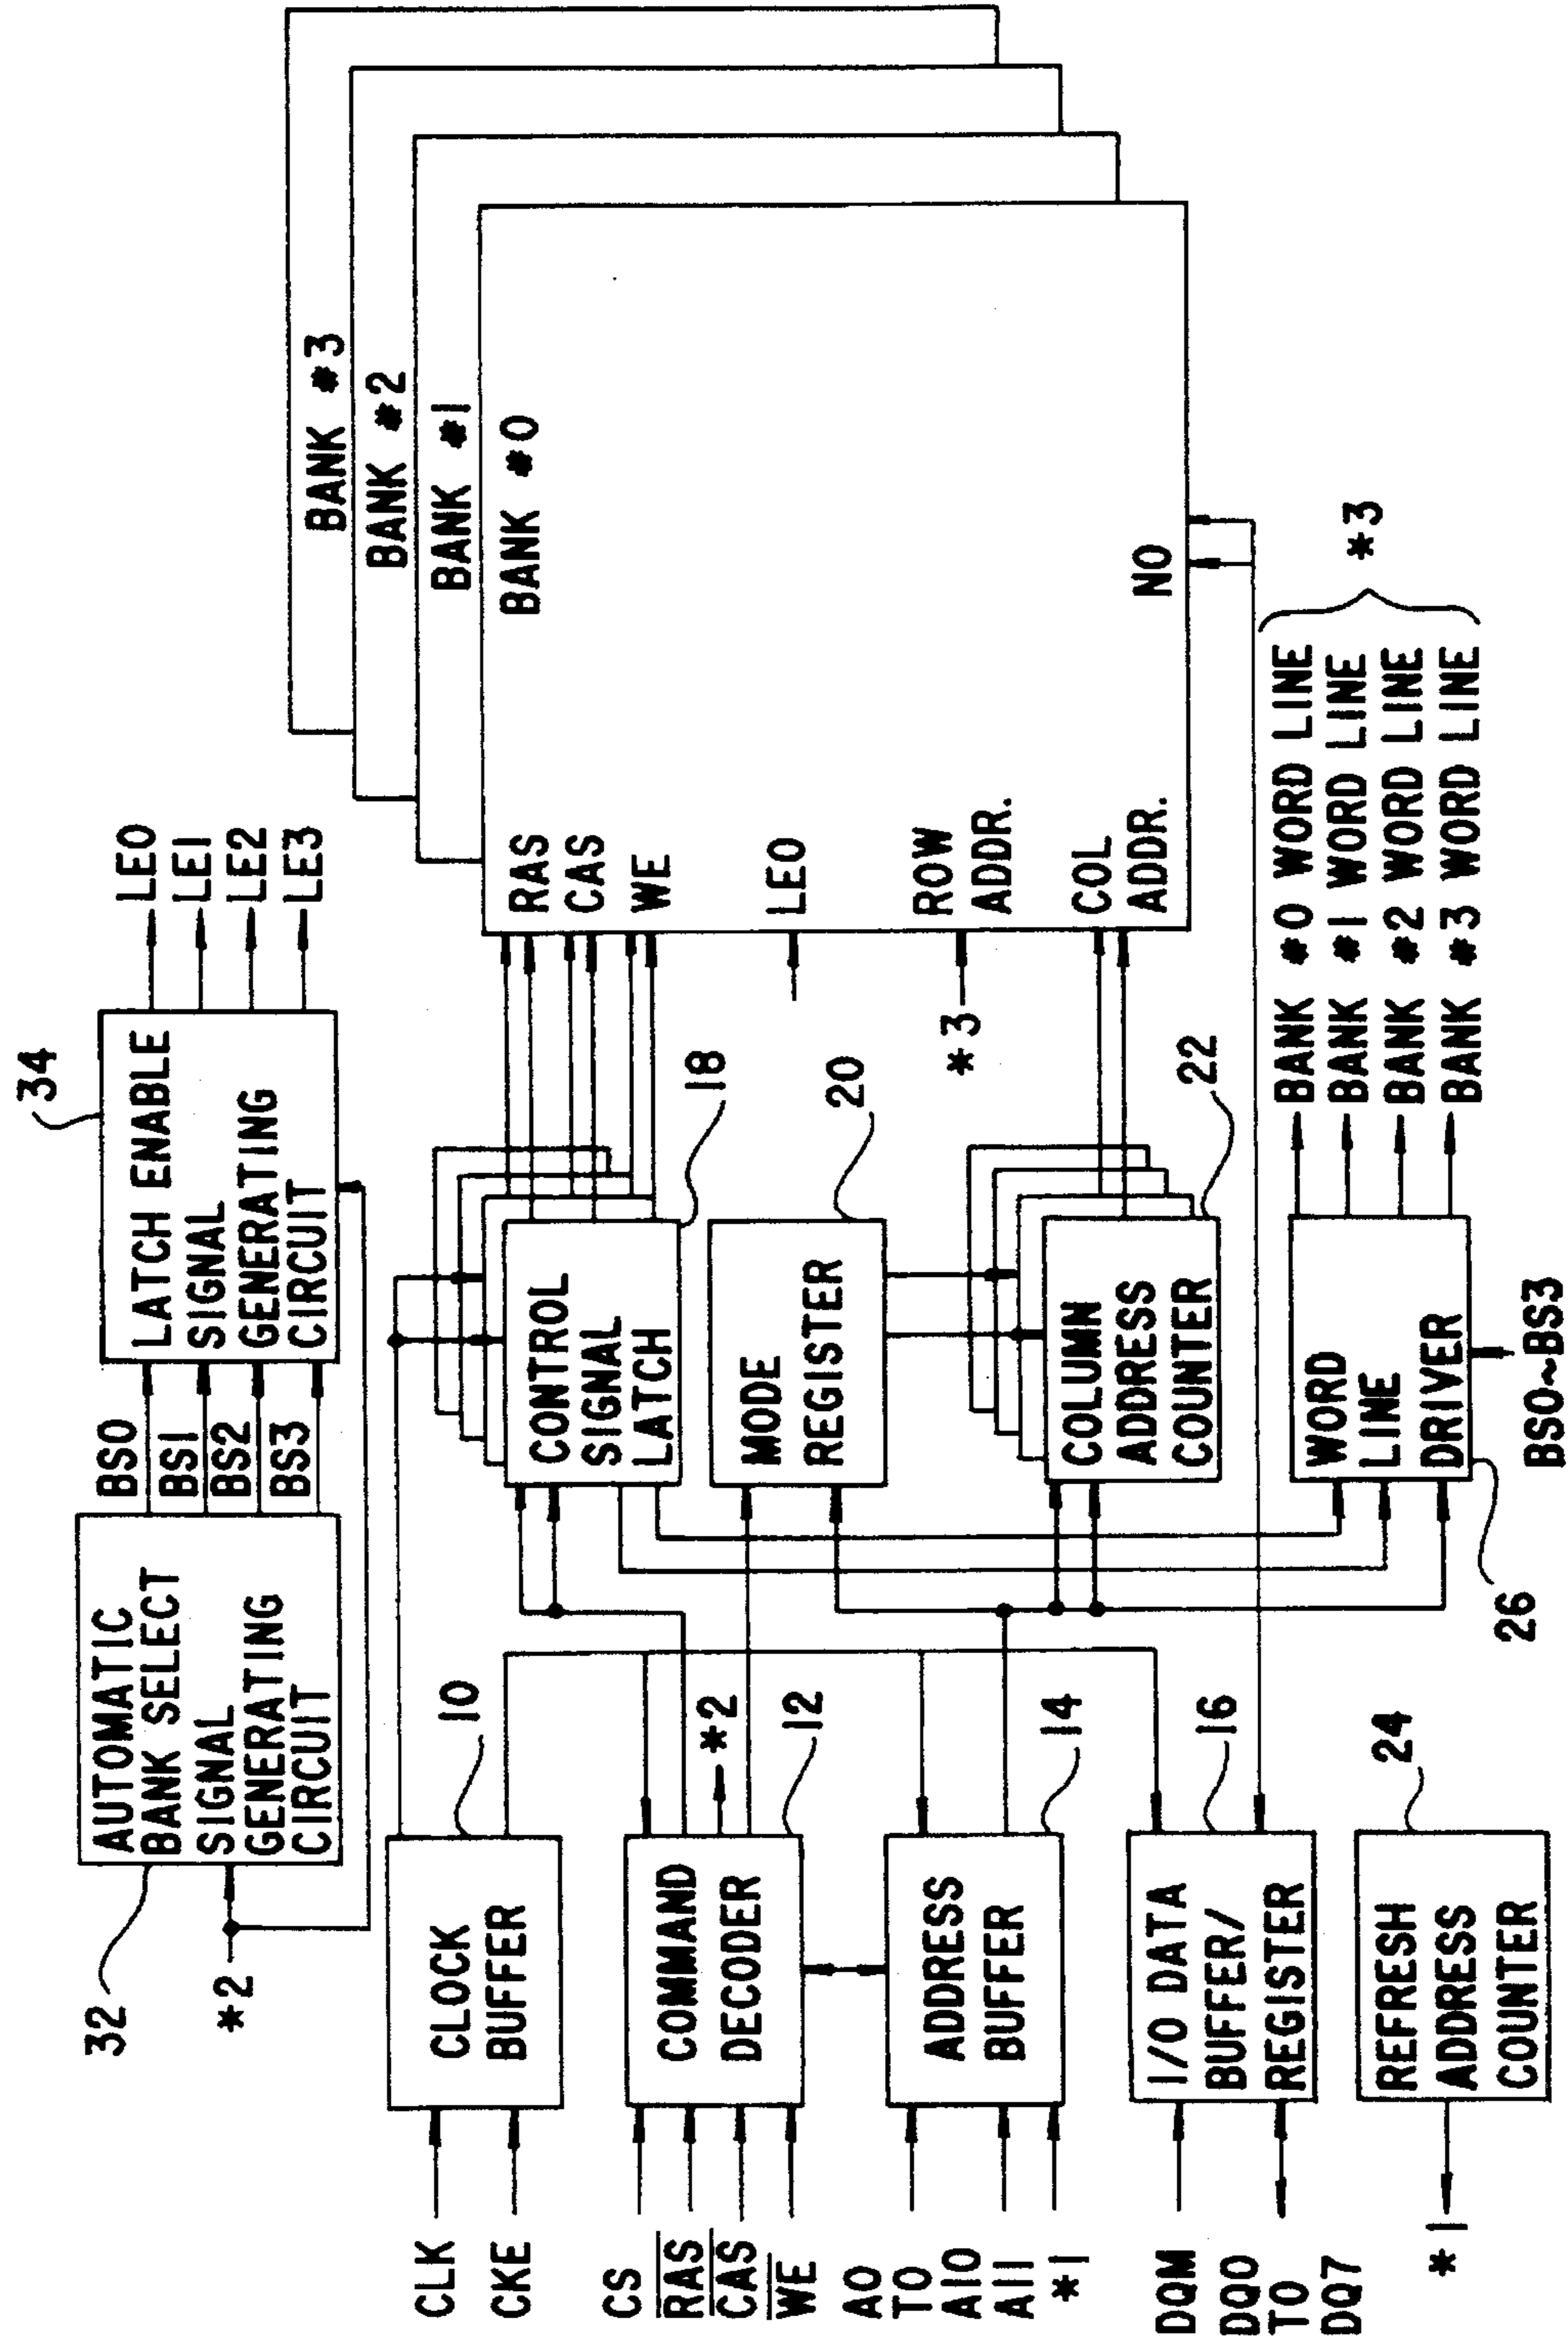 32
AUTOMATIC
BANK SELECT
SIGNAL
GENERATING
CIRCUIT
*2
BS0
BS1
BS2
BS3
34
LATCH ENABLE
SIGNAL
GENERATING
CIRCUIT
LE0
LE1
LE2
LE3
CLK
CKE
CLOCK
BUFFER
10
CS
RAS
CAS
WE
COMMAND
DECODER
*2
12
A0
TO
A10
A11
*1
ADDRESS
BUFFER
14
DQM
DQ0
TO
DQ7
I/O DATA
BUFFER/
REGISTER
16
*1
REFRESH
ADDRESS
COUNTER
24
CONTROL
SIGNAL
LATCH
18
MODE
REGISTER
20
COLUMN
ADDRESS
COUNTER
22
WORD
LINE
DRIVER
26
BS0~BS3
BANK #3
BANK #2
BANK #1
BANK #0
RAS
CAS
WE
LE0
ROW
ADDR.
*3
COL
ADDR.
NO
BANK #0 WORD LINE
BANK #1 WORD LINE
BANK #2 WORD LINE
BANK #3 WORD LINE
*3